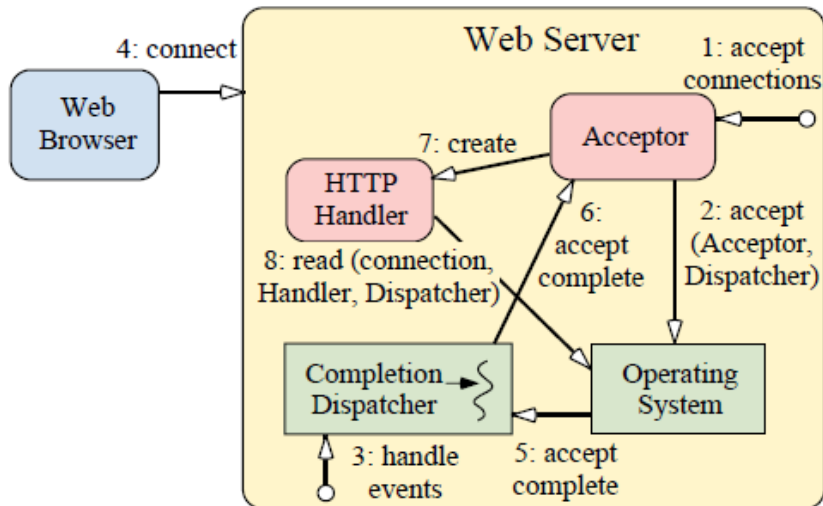 Web Server
4: connect
1: accept
connections
Web
Browser
Acceptor
7: create
HTTP
Handler
6:
accept
complete
2: accept
(Acceptor,
Dispatcher)
8: read (connection,
Handler, Dispatcher)
Completion
Dispatcher
Operating
System
3: handle
events
5: accept
complete